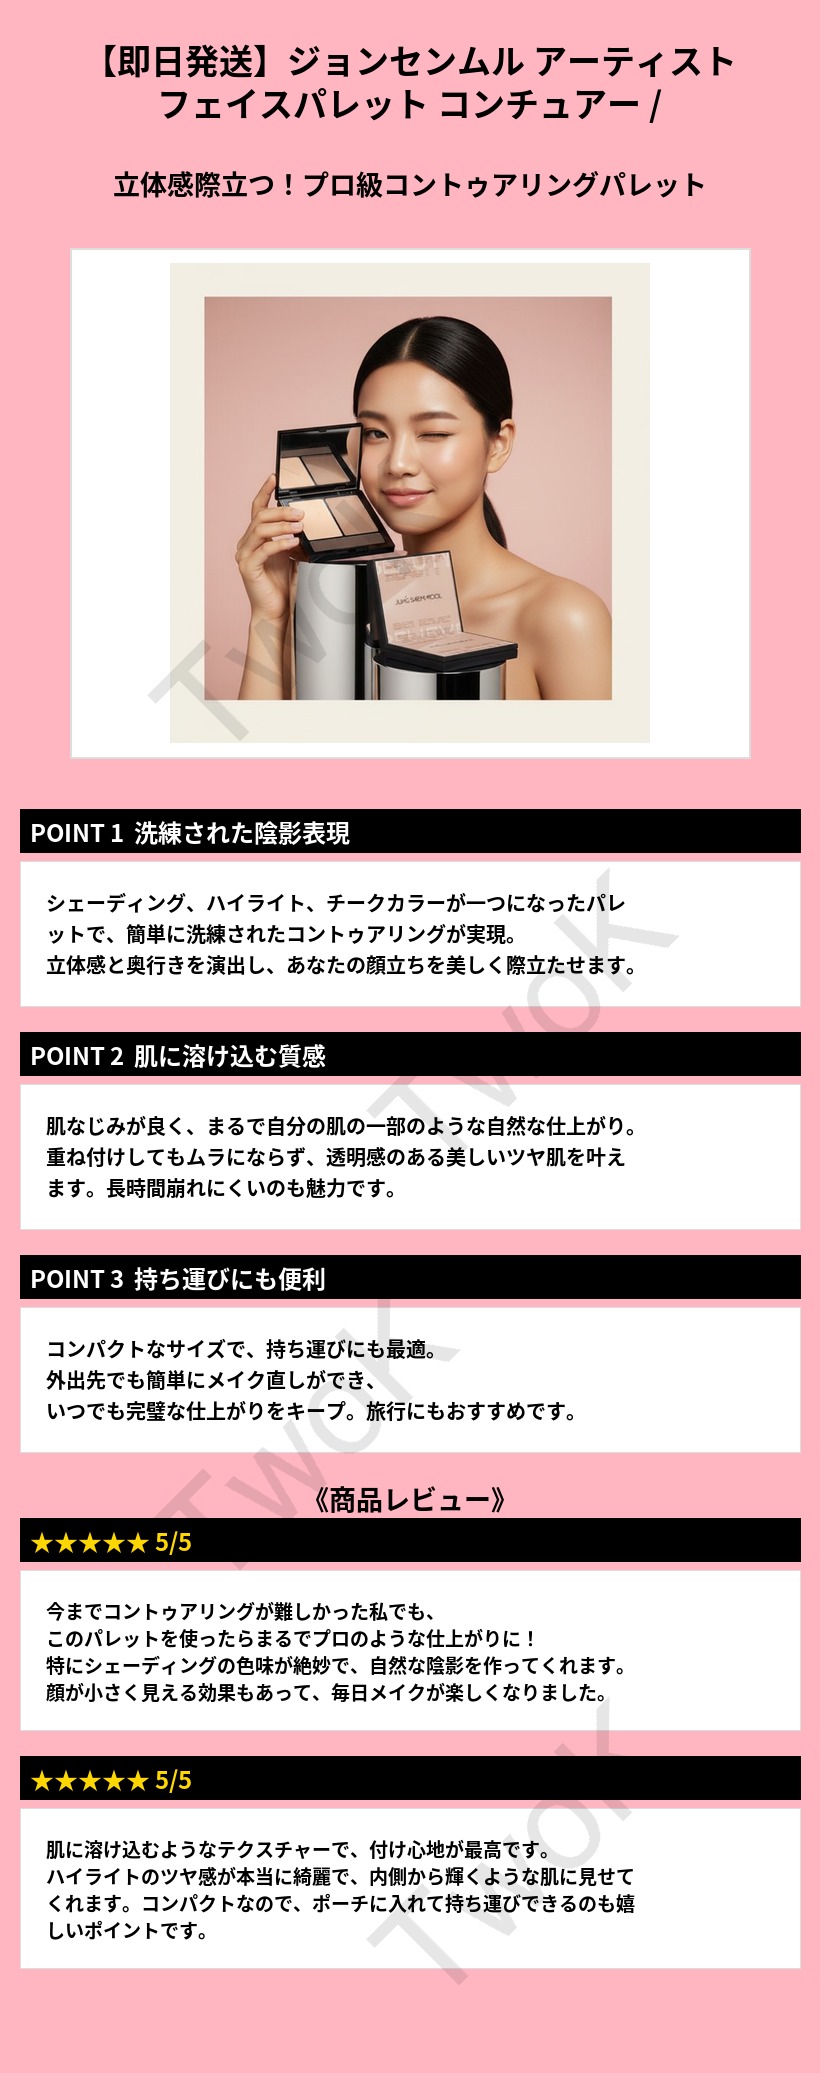 【即日発送】ジョンセンムル アーティスト
フェイスパレット コンチュアー /
立体感際立つ！プロ級コントゥアリングパレット
JUNG SAEM MOOL
TwoK
POINT 1 洗練された陰影表現
シェーディング、ハイライト、チークカラーが一つになったパレ
ットで、簡単に洗練されたコントゥアリングが実現。
立体感と奥行きを演出し、あなたの顔立ちを美しく際立たせます。
TwoK
POINT 2 肌に溶け込む質感
肌なじみが良く、まるで自分の肌の一部のような自然な仕上がり。
重ね付けしてもムラにならず、透明感のある美しいツヤ肌を叶え
ます。長時間崩れにくいのも魅力です。
POINT 3 持ち運びにも便利
コンパクトなサイズで、持ち運びにも最適。
外出先でも簡単にメイク直しができ、
いつでも完璧な仕上がりをキープ。旅行にもおすすめです。
TwoK
《商品レビュー》
★★★★★ 5/5
今までコントゥアリングが難しかった私でも、
このパレットを使ったらまるでプロのような仕上がりに！
特にシェーディングの色味が絶妙で、自然な陰影を作ってくれます。
顔が小さく見える効果もあって、毎日メイクが楽しくなりました。
★★★★★ 5/5
肌に溶け込むようなテクスチャーで、付け心地が最高です。
ハイライトのツヤ感が本当に綺麗で、内側から輝くような肌に見せて
くれます。コンパクトなので、ポーチに入れて持ち運びできるのも嬉
しいポイントです。
TwoK